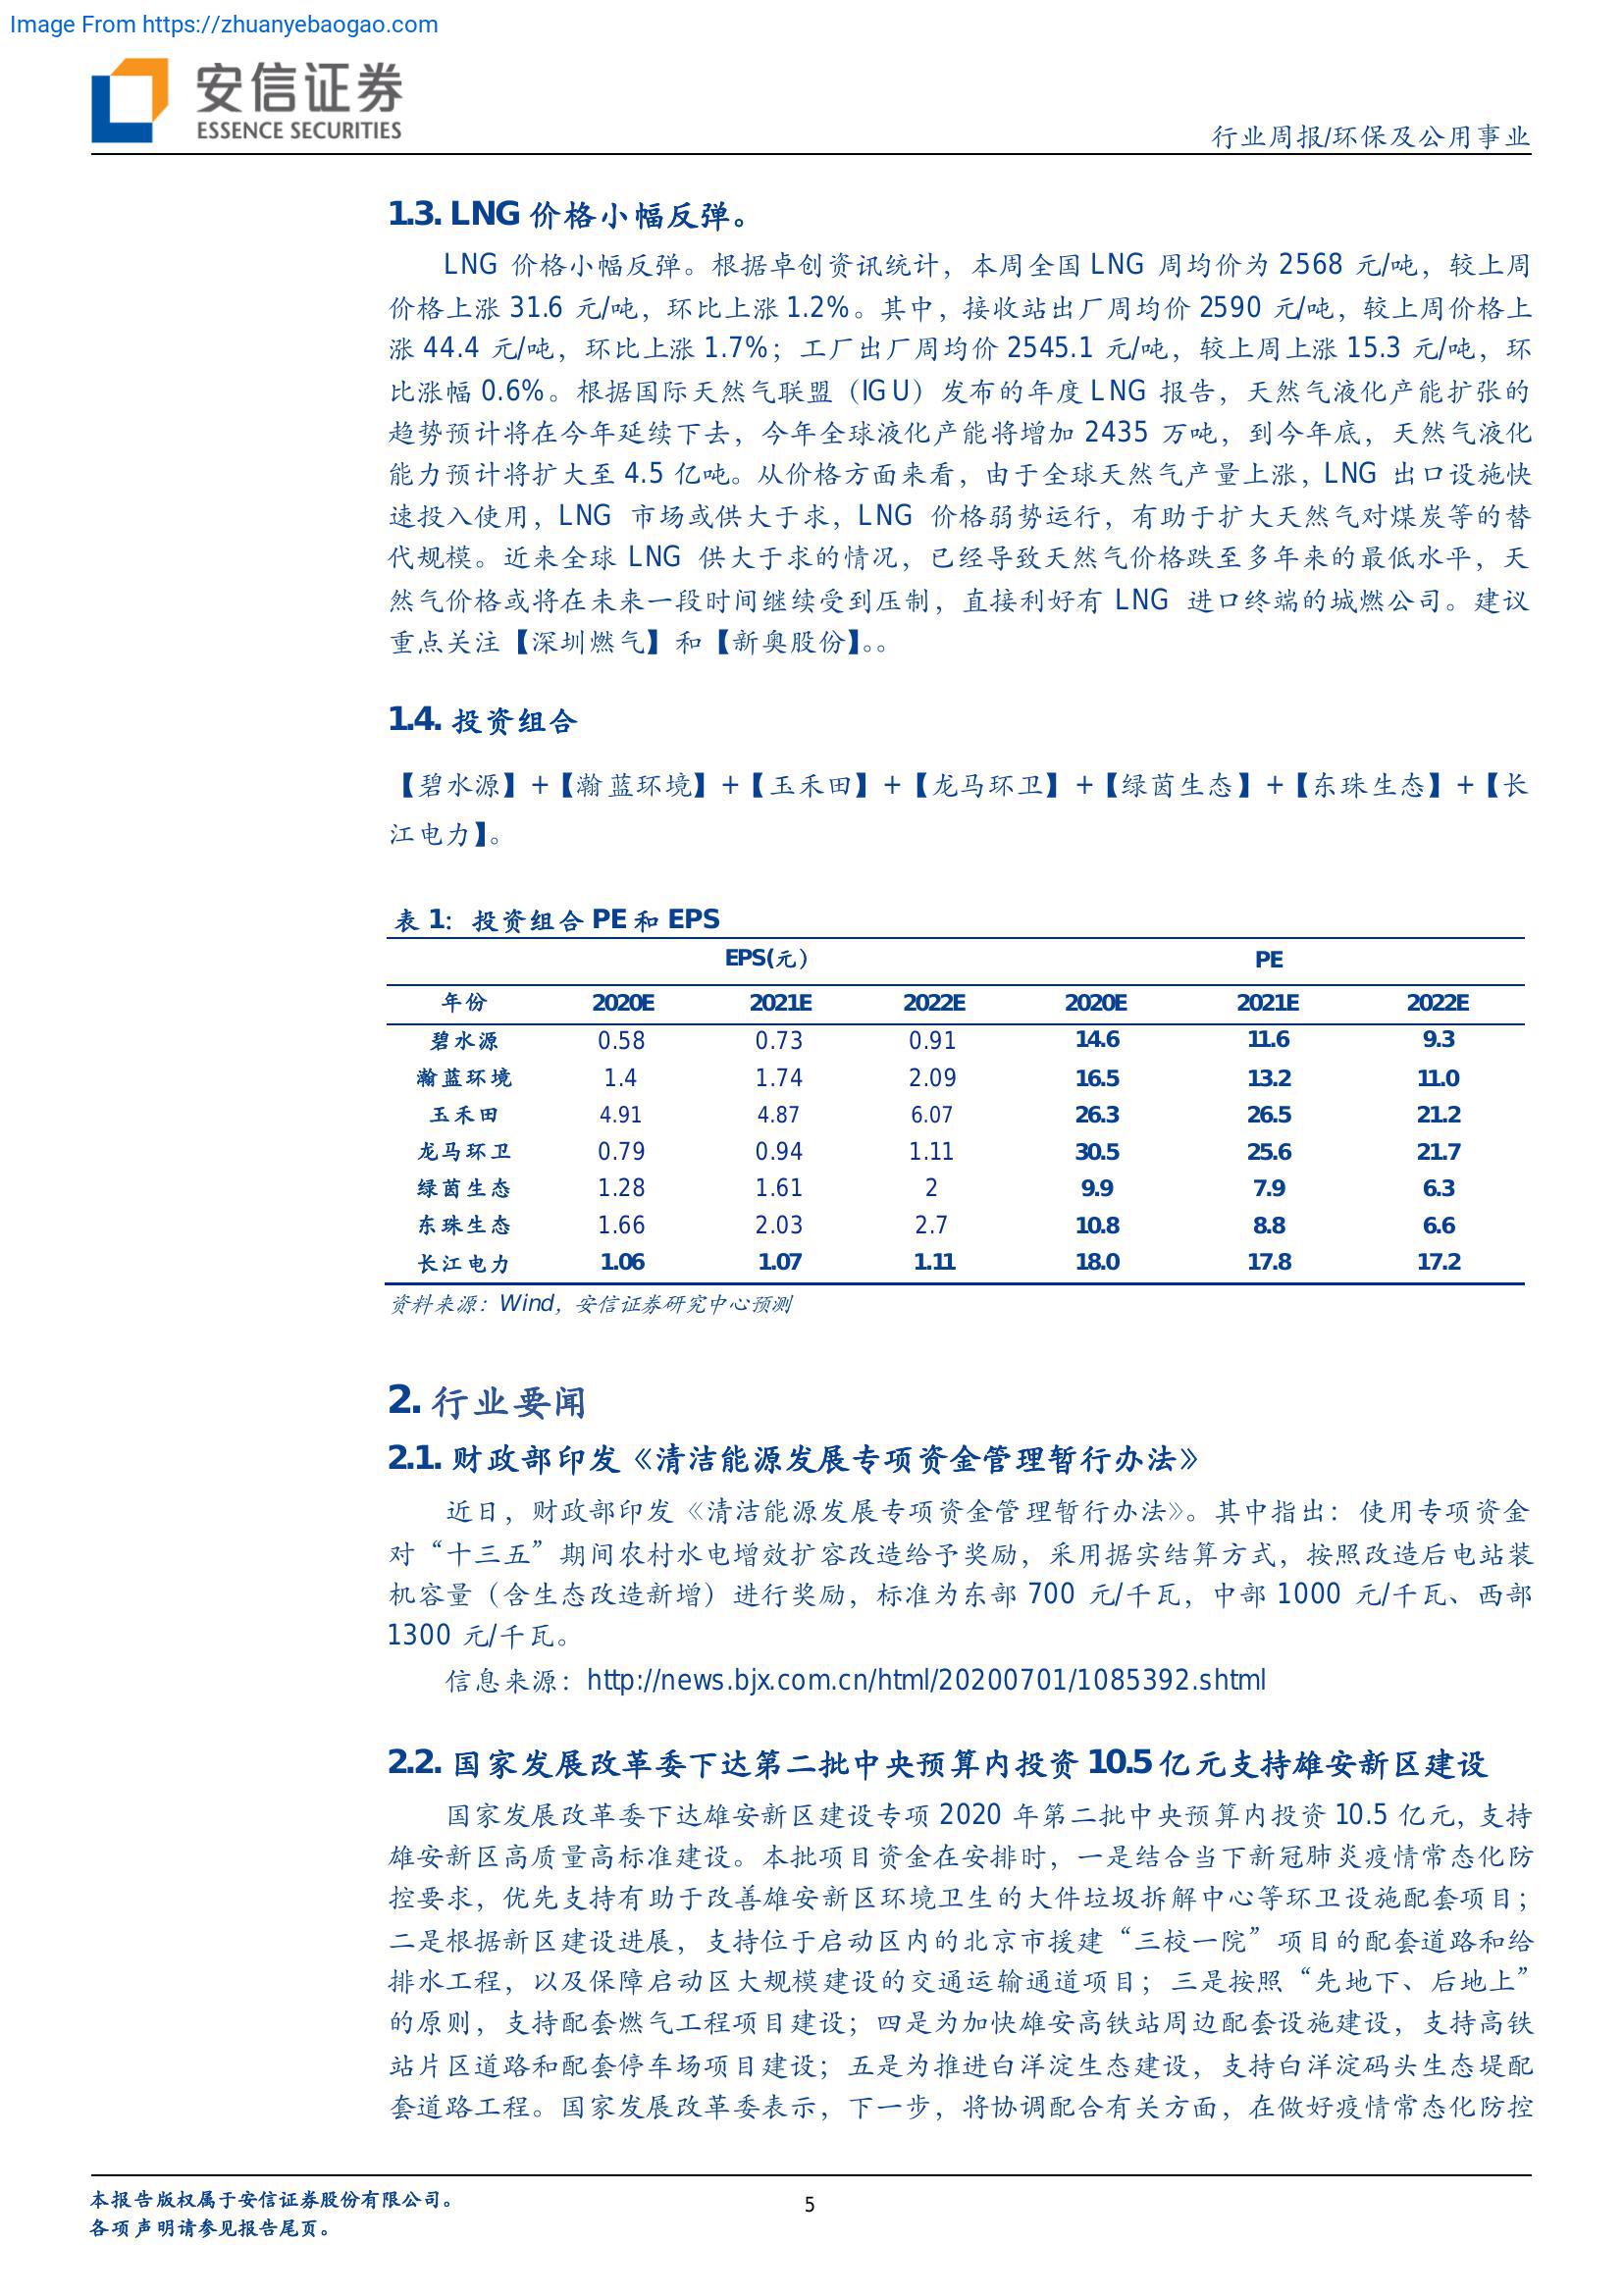 Image From https://zhuanyebaogao.com
安信证券
ESSENCE SECURITIES
行业周报/环保及公用事业
1.3. LNG 价格小幅反弹。
LNG 价格小幅反弹。根据卓创资讯统计，本周全国 LNG 周均价为 2568 元/吨，较上周
价格上涨 31.6 元/吨，环比上涨 1.2%。其中，接收站出厂周均价 2590 元/吨，较上周价格上
涨 44.4 元/吨，环比上涨 1.7%；工厂出厂周均价 2545.1 元/吨，较上周上涨 15.3 元/吨，环
比涨幅 0.6%。根据国际天然气联盟（IGU）发布的年度 LNG 报告，天然气液化产能扩张的
趋势预计将在今年延续下去，今年全球液化产能将增加 2435 万吨，到今年底，天然气液化
能力预计将扩大至 4.5 亿吨。从价格方面来看，由于全球天然气产量上涨，LNG 出口设施快
速投入使用，LNG 市场或供大于求，LNG 价格弱势运行，有助于扩大天然气对煤炭等的替
代规模。近来全球 LNG 供大于求的情况，已经导致天然气价格跌至多年来的最低水平，天
然气价格或将在未来一段时间继续受到压制，直接利好有 LNG 进口终端的城燃公司。建议
重点关注【深圳燃气】和【新奥股份】。。
1.4. 投资组合
【碧水源】+【瀚蓝环境】+【玉禾田】+【龙马环卫】+【绿茵生态】+【东珠生态】+【长
江电力】。
表 1：投资组合 PE 和 EPS
EPS(元） PE
年份 2020E 2021E 2022E 2020E 2021E 2022E
碧水源 0.58 0.73 0.91 14.6 11.6 9.3
瀚蓝环境 1.4 1.74 2.09 16.5 13.2 11.0
玉禾田 4.91 4.87 6.07 26.3 26.5 21.2
龙马环卫 0.79 0.94 1.11 30.5 25.6 21.7
绿茵生态 1.28 1.61 2 9.9 7.9 6.3
东珠生态 1.66 2.03 2.7 10.8 8.8 6.6
长江电力 1.06 1.07 1.11 18.0 17.8 17.2
资料来源：Wind，安信证券研究中心预测
2. 行业要闻
2.1. 财政部印发《清洁能源发展专项资金管理暂行办法》
近日，财政部印发《清洁能源发展专项资金管理暂行办法》。其中指出：使用专项资金
对“十三五”期间农村水电增效扩容改造给予奖励，采用据实结算方式，按照改造后电站装
机容量（含生态改造新增）进行奖励，标准为东部 700 元/千瓦，中部 1000 元/千瓦、西部
1300 元/千瓦。
信息来源：http://news.bjx.com.cn/html/20200701/1085392.shtml
2.2. 国家发展改革委下达第二批中央预算内投资 10.5 亿元支持雄安新区建设
国家发展改革委下达雄安新区建设专项 2020 年第二批中央预算内投资 10.5 亿元，支持
雄安新区高质量高标准建设。本批项目资金在安排时，一是结合当下新冠肺炎疫情常态化防
控要求，优先支持有助于改善雄安新区环境卫生的大件垃圾拆解中心等环卫设施配套项目；
二是根据新区建设进展，支持位于启动区内的北京市援建“三校一院”项目的配套道路和给
排水工程，以及保障启动区大规模建设的交通运输通道项目；三是按照“先地下、后地上”
的原则，支持配套燃气工程项目建设；四是为加快雄安高铁站周边配套设施建设，支持高铁
站片区道路和配套停车场项目建设；五是为推进白洋淀生态建设，支持白洋淀码头生态堤配
套道路工程。国家发展改革委表示，下一步，将协调配合有关方面，在做好疫情常态化防控
本报告版权属于安信证券股份有限公司。
各项声明请参见报告尾页。
5